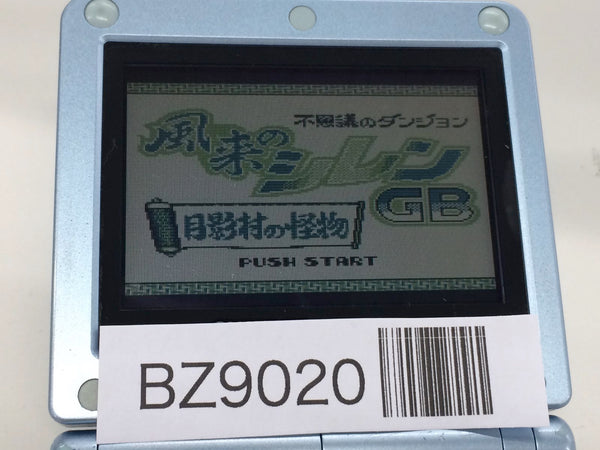 不思議のダンジョン
風来の
シレン
GB
月影村の怪物
PUSH START
BZ9020